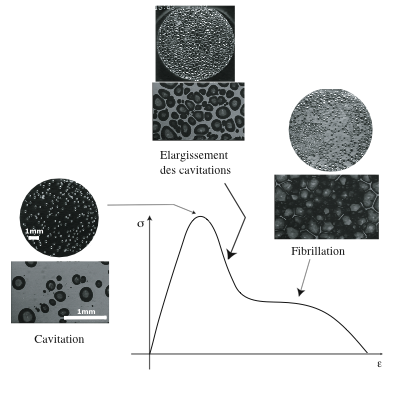 Elargissement
des cavitations
1mm
σ
Fibrillation
1mm
Cavitation
ε